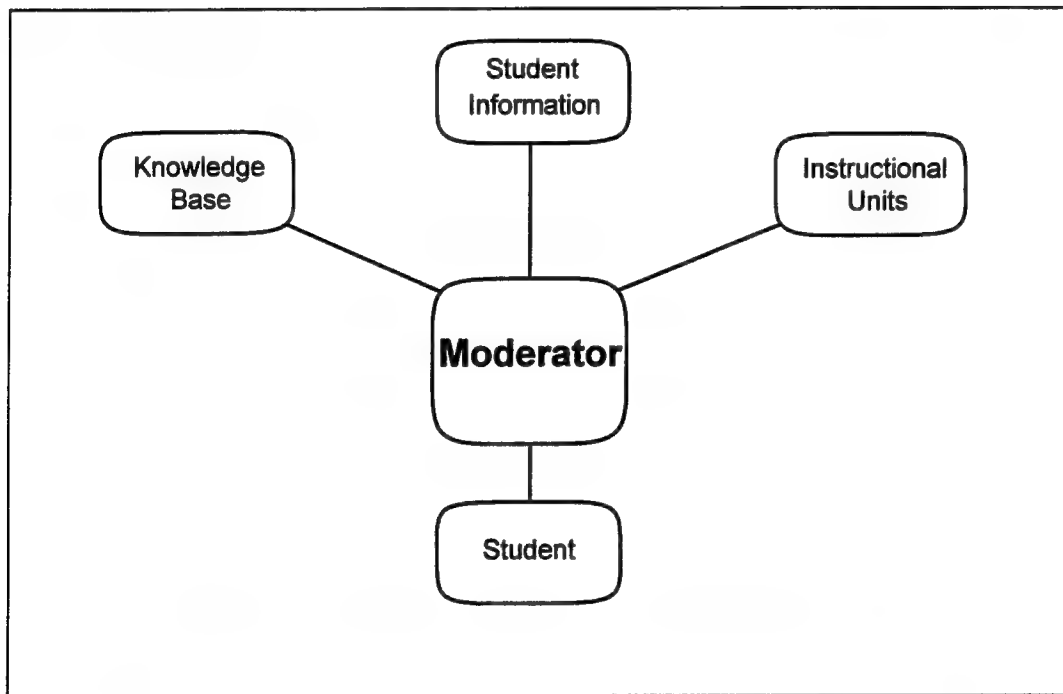 Student
Information
Knowledge
Base
Instructional
Units
Moderator
Student